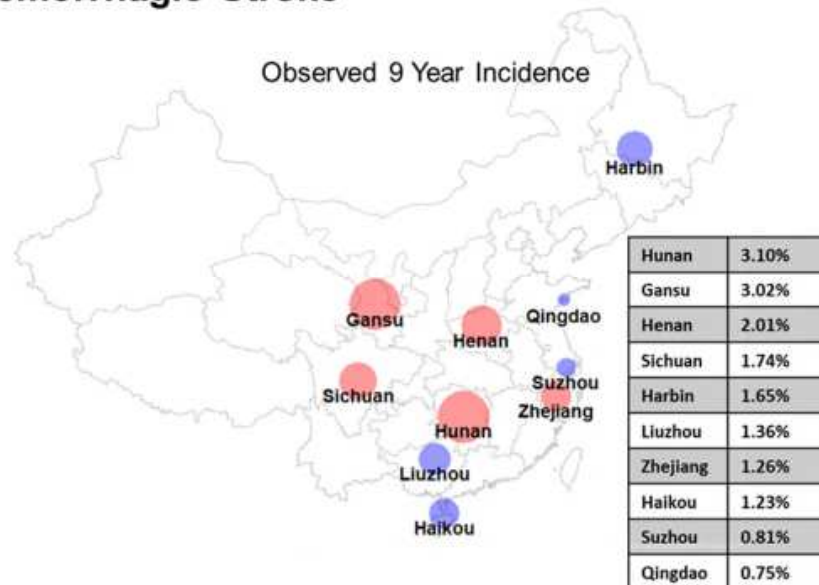 Observed 9 Year Incidence
Harbin
Gansu
Henan
Qingdao
Sichuan
Suzhou
Zhejiang
Hunan
Liuzhou
Haikou
Hunan 3.10%
Gansu 3.02%
Henan 2.01%
Sichuan 1.74%
Harbin 1.65%
Liuzhou 1.36%
Zhejiang 1.26%
Haikou 1.23%
Suzhou 0.81%
Qingdao 0.75%